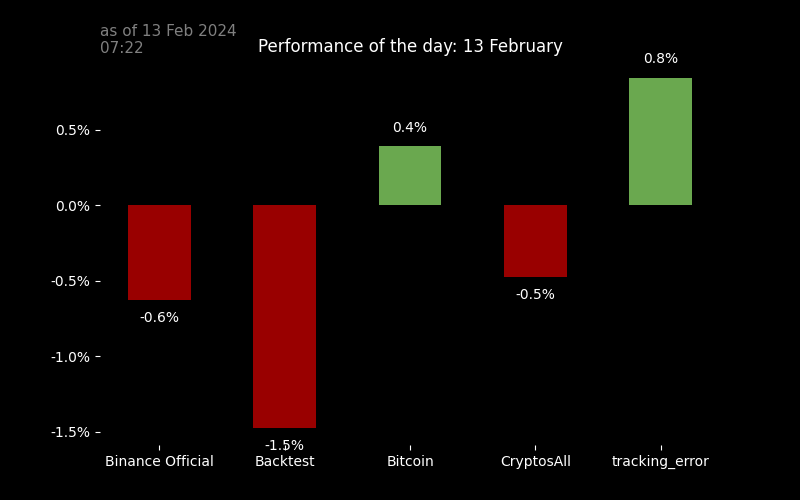 as of 13 Feb 2024
07:22
Performance of the day: 13 February
0.8%
0.5%
0.4%
0.0%
-0.5%
-0.5%
-0.6%
-1.0%
-1.5%
-1.5%
Binance Official
Backtest
Bitcoin
CryptosAll
tracking_error